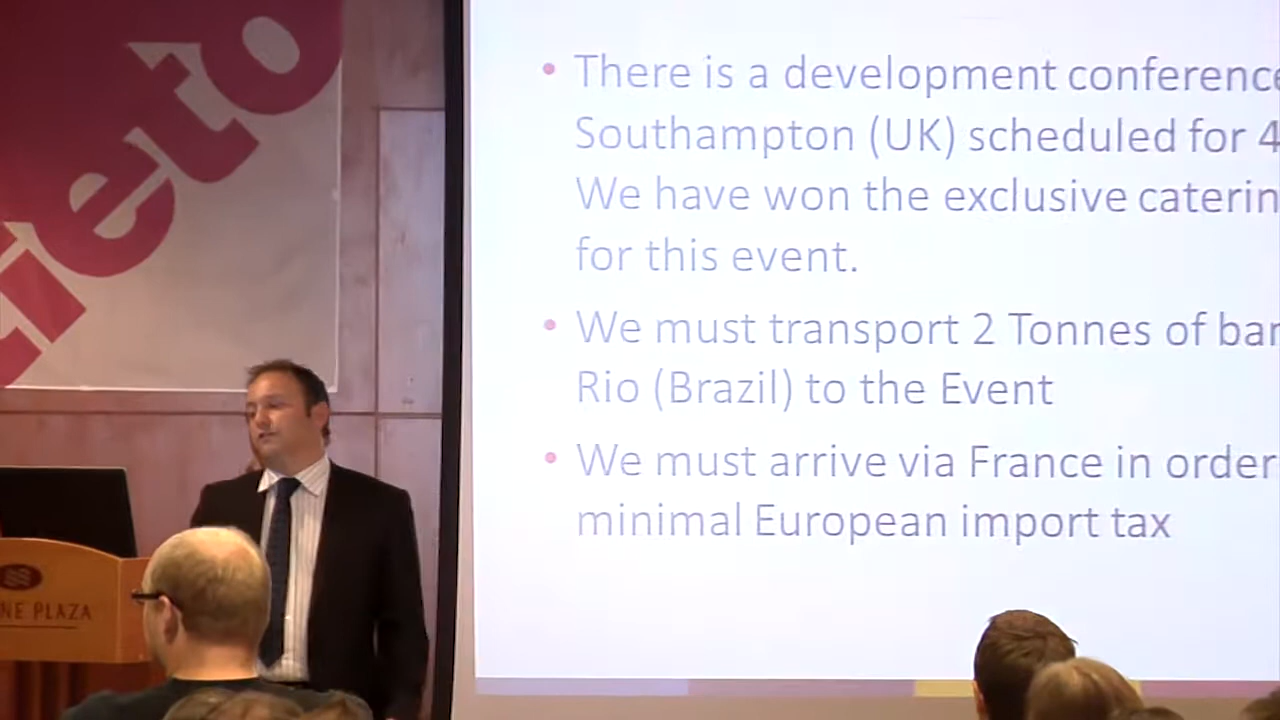 There is a development conference
Southampton (UK) scheduled for 4
We have won the exclusive
for this event.
We must transport 2 Tonnes of
Rio (Brazil) to the Event
We must arrive via France in order
minimal European import tax
NE PLAZA